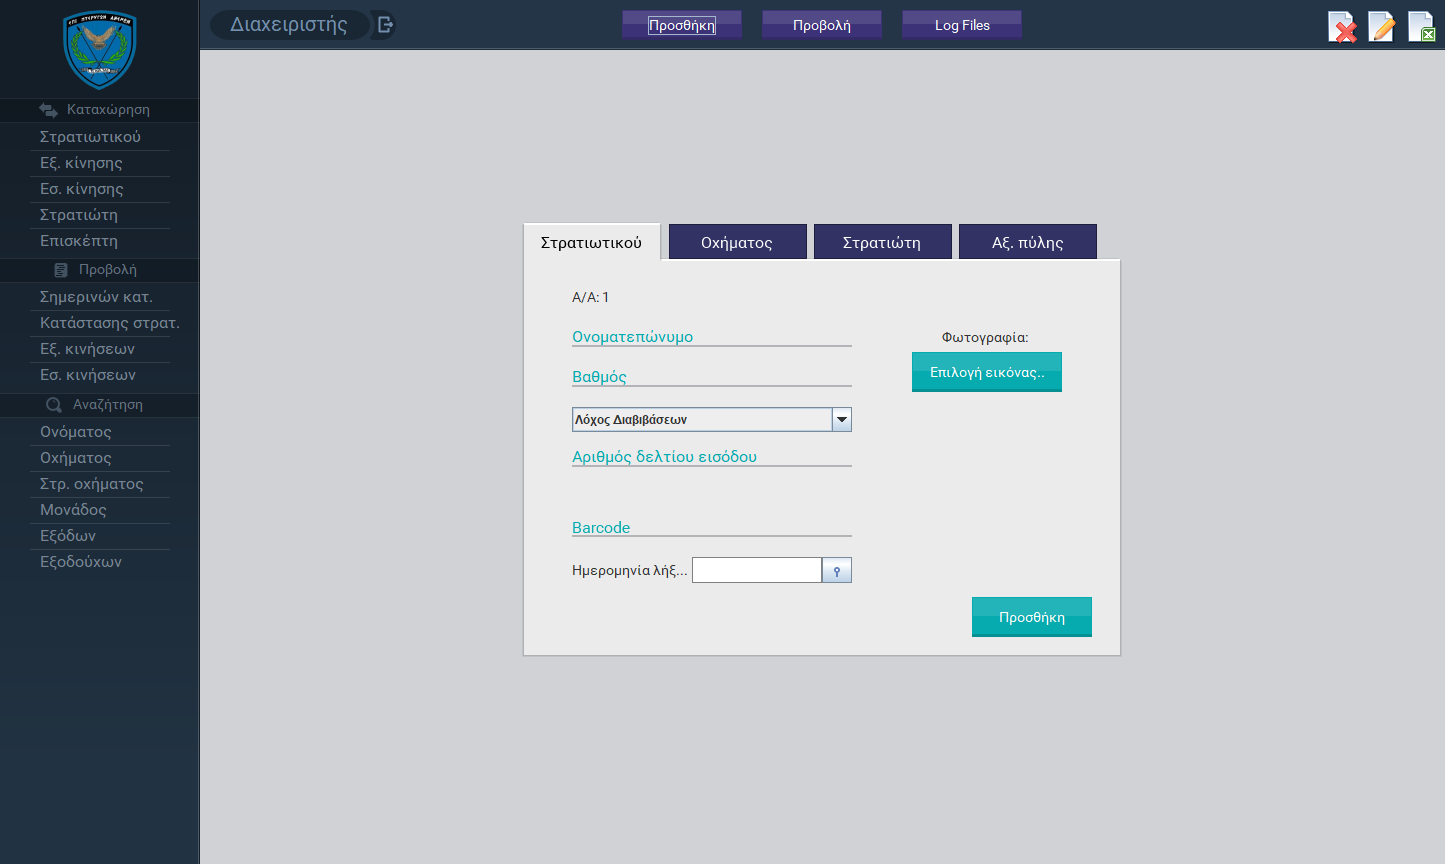 Διαχειριστής
Προσθήκη
Προβολή
Log Files
Καταχώρηση
Στρατιωτικού
Εξ. κίνησης
Εσ. κίνησης
Στρατιώτη
Επισκέπτη
Προβολή
Σημερινών κατ.
Κατάστασης στρατ.
Εξ. κινήσεων
Εσ. κινήσεων
Αναζήτηση
Ονόματος
Οχήματος
Στρ. οχήματος
Μονάδος
Εξόδων
Εξοδούχων
Στρατιωτικού
Οχήματος
Στρατιώτη
Αξ. πύλης
Α/Α: 1
Ονοματεπώνυμο
Βαθμός
Λόχος Διαβιβάσεων
Αριθμός δελτίου εισόδου
Barcode
Ημερομηνία λήξ...
Φωτογραφία:
Επιλογή εικόνας..
Προσθήκη